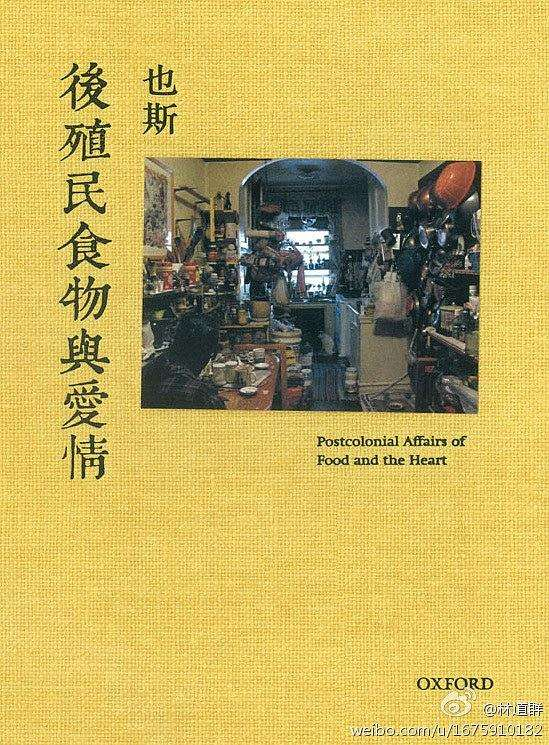 後殖民食物與愛情
也斯
Postcolonial Affairs of
Food and the Heart
OXFORD
@林道群
weibo.com/u/1675910182